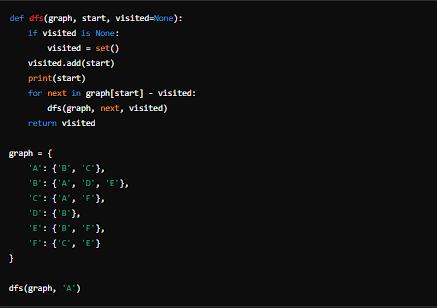 def dfs(graph, start, visited=None):
    if visited is None:
        visited = set()
    visited.add(start)
    print(start)
    for next in graph[start] - visited:
        dfs(graph, next, visited)
    return visited

graph = {
    'A': {'B', 'C'},
    'B': {'A', 'D', 'E'},
    'C': {'A', 'F'},
    'D': {'B'},
    'E': {'B', 'F'},
    'F': {'C', 'E'}
}

dfs(graph, 'A')